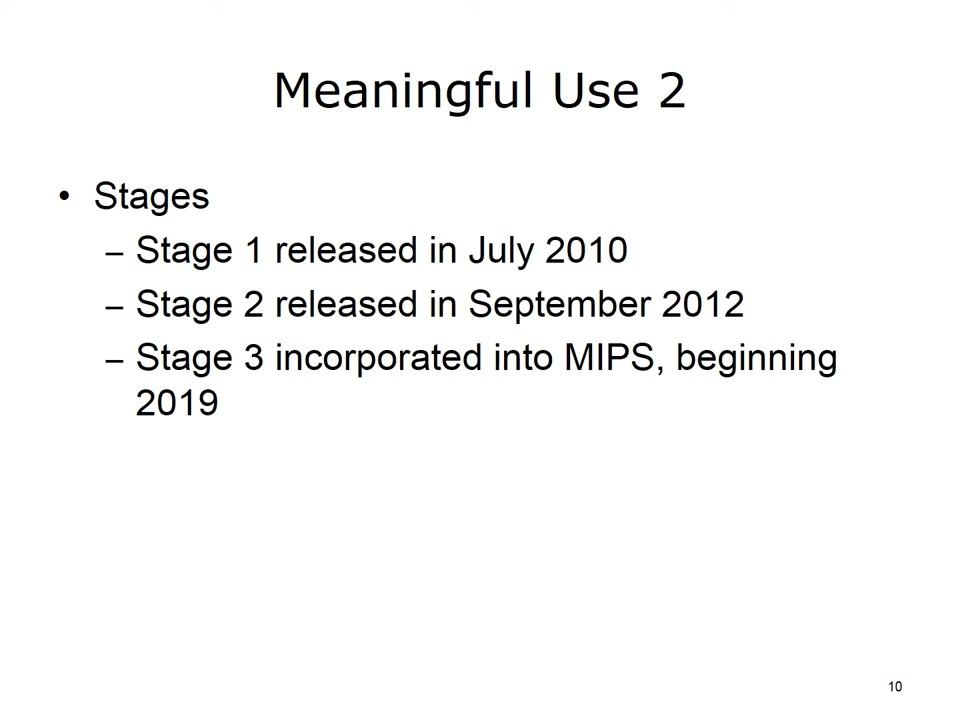 Meaningful Use 2
• Stages
– Stage 1 released in July 2010
– Stage 2 released in September 2012
– Stage 3 incorporated into MIPS, beginning
2019
10